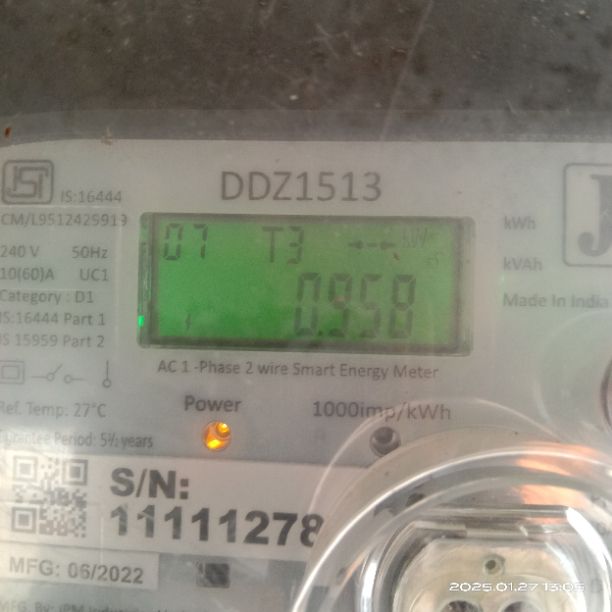 DDZ1513
IS:16444
CM/L9512425919
240 V 50Hz
10(60)A UC1
Category : D1
IS:16444 Part 1
IS 15959 Part 2
07 T3 kW
0.958
kWh
kVAh
Made In India
AC 1 -Phase 2 wire Smart Energy Meter
Ref. Temp: 27°C
Power 1000imp/kWh
Guarantee Period: 5½ years
S/N:
11111278
MFG: 06/2022
2025.01.27 13:05